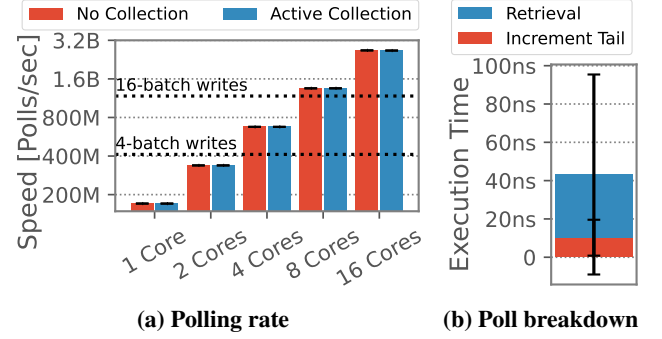 No Collection
Active Collection
Speed [Polls/sec]
3.2B
1.6B
800M
400M
200M
16-batch writes
4-batch writes
1 Core
2 Cores
4 Cores
8 Cores
16 Cores
(a) Polling rate
Retrieval
Increment Tail
Execution Time
100ns
80ns
60ns
40ns
20ns
0
(b) Poll breakdown